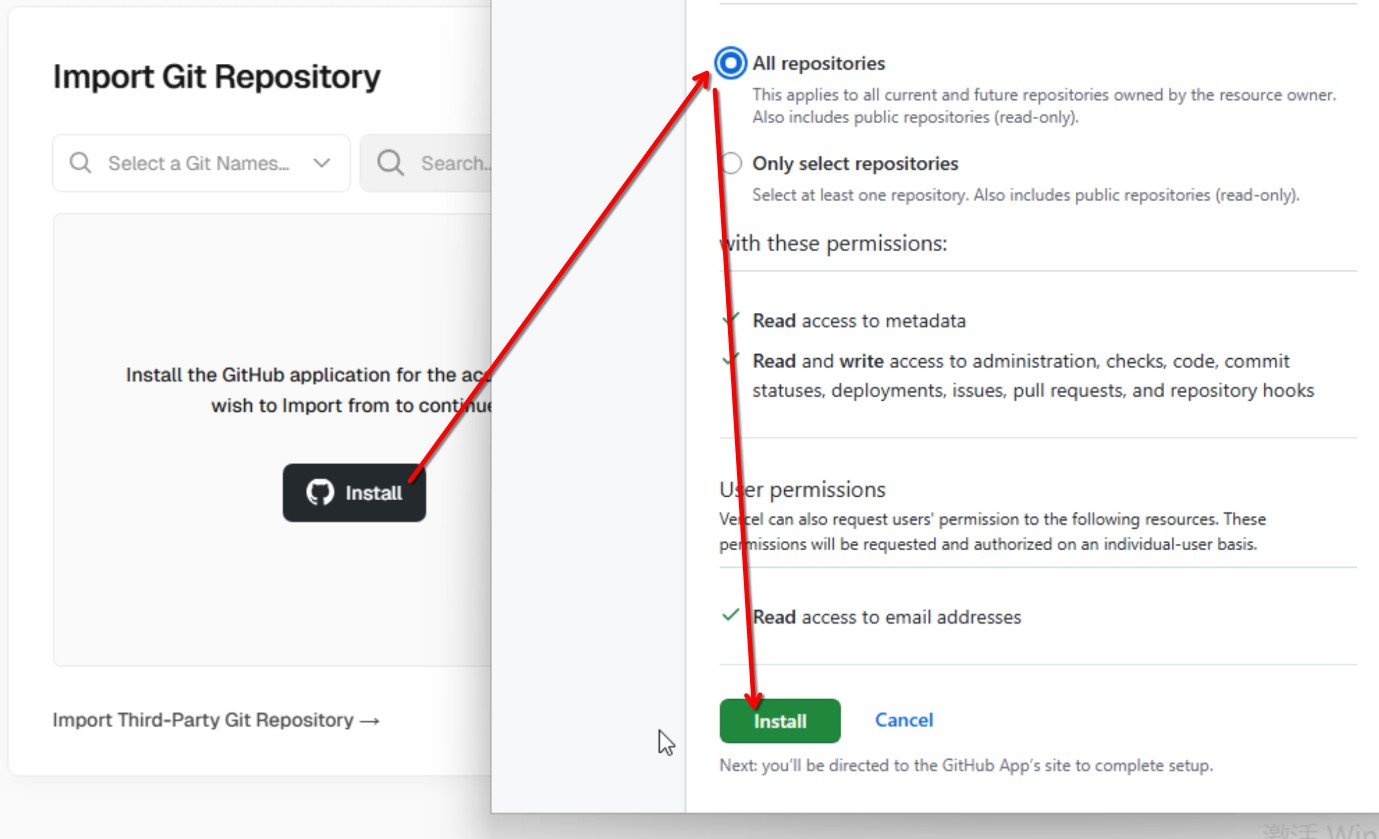 Import Git Repository
Select a Git Names...
Search..
Install the GitHub application for the acc
wish to Import from to continue
Install
Import Third-Party Git Repository →
All repositories
This applies to all current and future repositories owned by the resource owner.
Also includes public repositories (read-only).
Only select repositories
Select at least one repository. Also includes public repositories (read-only).
with these permissions:
Read access to metadata
Read and write access to administration, checks, code, commit
statuses, deployments, issues, pull requests, and repository hooks
User permissions
Vercel can also request users' permission to the following resources. These
permissions will be requested and authorized on an individual-user basis.
Read access to email addresses
Install
Cancel
Next: you'll be directed to the GitHub App's site to complete setup.
激活 Win